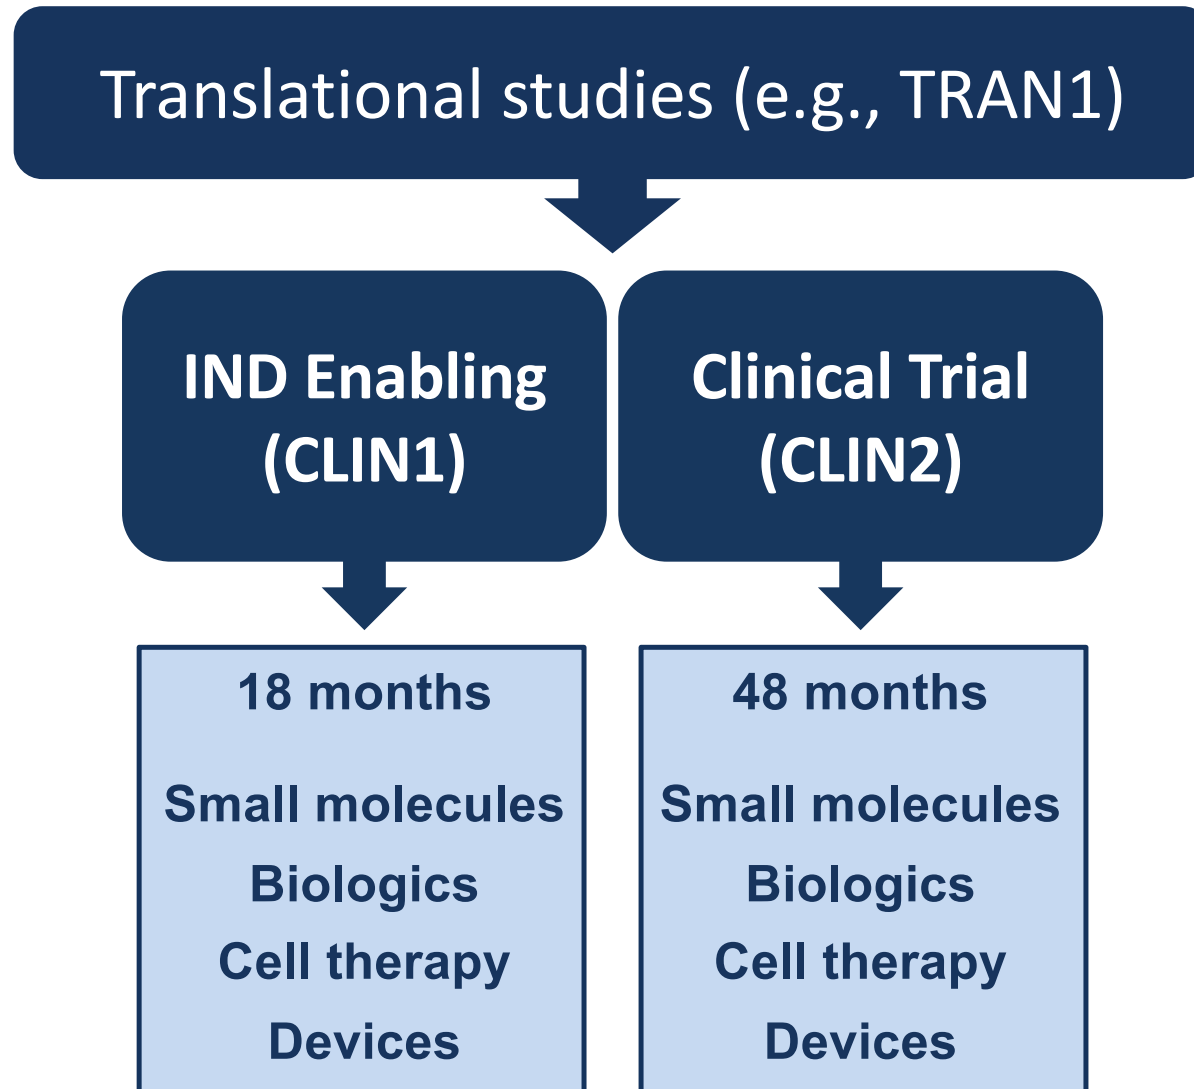 Translational studies (e.g., TRAN1)
IND Enabling
(CLIN1)
Clinical Trial
(CLIN2)
18 months
Small molecules
Biologics
Cell therapy
Devices
48 months
Small molecules
Biologics
Cell therapy
Devices